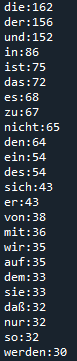 die:162
der:156
und:152
in:86
ist:75
das:72
es:68
zu:67
nicht:65
den:64
ein:54
des:54
sich:43
er:43
von:38
mit:36
wir:35
auf:35
dem:33
sie:33
daß:32
nur:32
so:32
werden:30